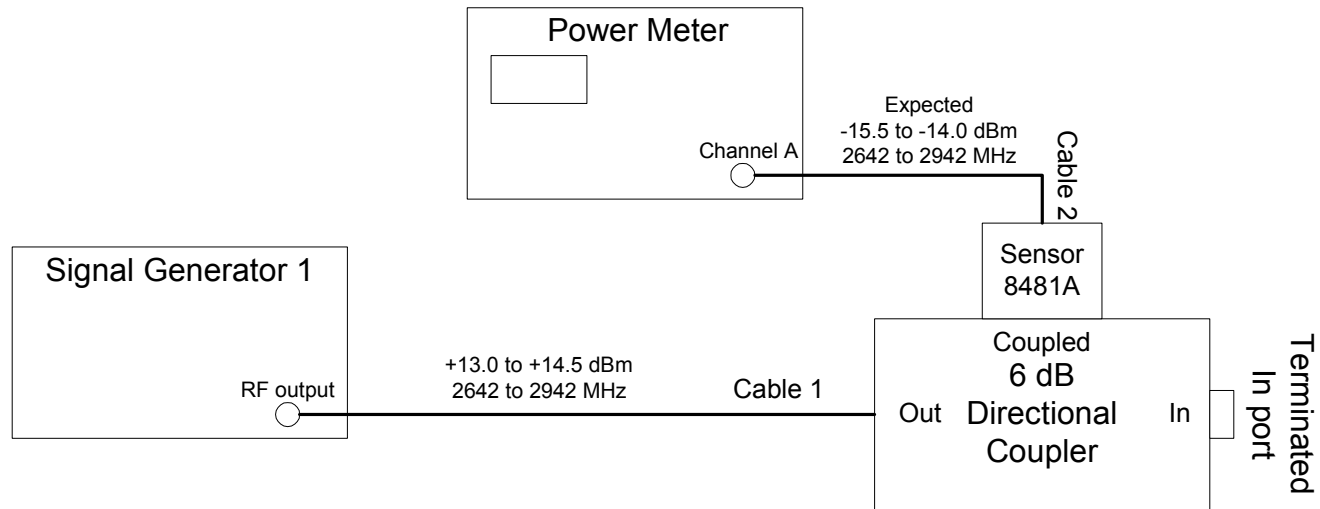 Power Meter
Expected
-15.5 to -14.0 dBm
2642 to 2942 MHz
Channel A
Cable 2
Sensor
8481A
Signal Generator 1
RF output
+13.0 to +14.5 dBm
2642 to 2942 MHz
Cable 1
Coupled
6 dB
Directional
Coupler
Out
In
Terminated
In port